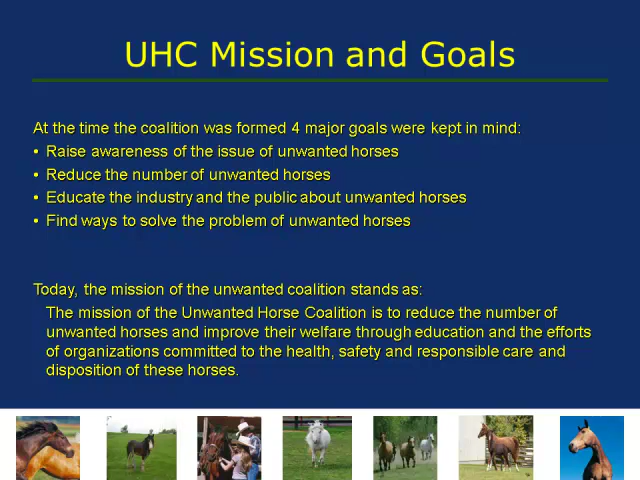 UHC Mission and Goals
At the time the coalition was formed 4 major goals were kept in mind:
• Raise awareness of the issue of unwanted horses
• Reduce the number of unwanted horses
• Educate the industry and the public about unwanted horses
• Find ways to solve the problem of unwanted horses
Today, the mission of the unwanted coalition stands as:
The mission of the Unwanted Horse Coalition is to reduce the number of
unwanted horses and improve their welfare through education and the efforts
of organizations committed to the health, safety and responsible care and
disposition of these horses.